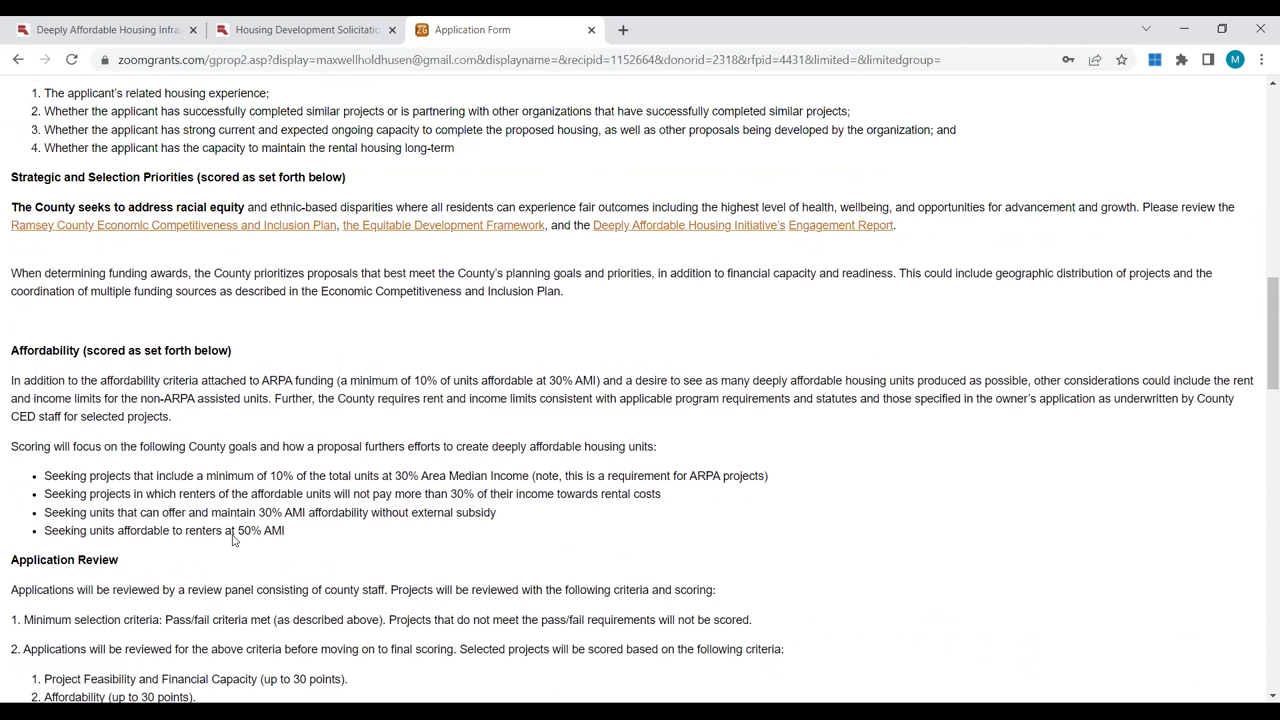 Deeply Affordable Housing Infra
Housing Development Solicitatio
Application Form
zoomgrants.com/gprop2.asp?display=maxwellholdhusen@gmailbom&displayname=&recipid=1152664&donorid=2318&rfpid=4431&limited=&limitedgroup=
M
1. The applicant's related housing experience;
2. Whether the applicant has successfully completed similar projects or is partnering with other organizations that have successfully completed similar projects;
3. Whether the applicant has strong current and expected ongoing capacity to complete the proposed housing, as well as other proposals being developed by the organization; and
4. Whether the applicant has the capacity to maintain the rental housing long-term
Strategic and Selection Priorities (scored as set forth below)
The County seeks to address racial equity and ethnic-based disparities where all residents can experience fair outcomes including the highest level of health, wellbeing, and opportunities for advancement and growth. Please review the
Ramsey County Economic Competitiveness and Inclusion Plan, the Equitable Development Framework, and the Deeply Affordable Housing Initiative's Engagement Report.
When determining funding awards, the County prioritizes proposals that best meet the County's planning goals and priorities, in addition to financial capacity and readiness. This could include geographic distribution of projects and the
coordination of multiple funding sources as described in the Economic Competitiveness and Inclusion Plan.
Affordability (scored as set forth below)
In addition to the affordability criteria attached to ARPA funding (a minimum of 10% of units affordable at 30% AMI) and a desire to see as many deeply affordable housing units produced as possible, other considerations could include the rent
and income limits for the non-ARPA assisted units. Further, the County requires rent and income limits consistent with applicable program requirements and statutes and those specified in the owner's application as underwritten by County
CED staff for selected projects.
Scoring will focus on the following County goals and how a proposal furthers efforts to create deeply affordable housing units:
• Seeking projects that include a minimum of 10% of the total units at 30% Area Median Income (note, this is a requirement for ARPA projects)
• Seeking projects in which renters of the affordable units will not pay more than 30% of their income towards rental costs
• Seeking units that can offer and maintain 30% AMI affordability without external subsidy
• Seeking units affordable to renters at 50% AMI
Application Review
Applications will be reviewed by a review panel consisting of county staff. Projects will be reviewed with the following criteria and scoring:
1. Minimum selection criteria: Pass/fail criteria met (as described above). Projects that do not meet the pass/fail requirements will not be scored.
2. Applications will be reviewed for the above criteria before moving on to final scoring. Selected projects will be scored based on the following criteria:
1. Project Feasibility and Financial Capacity (up to 30 points).
2. Affordability (up to 30 points).